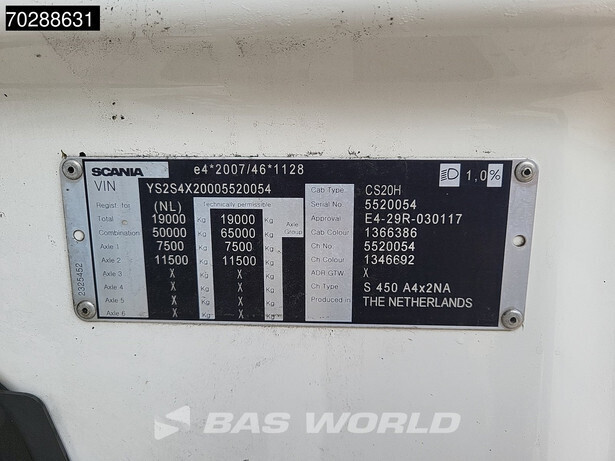 70288631
SCANIA e4*2007/46*1128 1,0%
VIN YS2S4X20005520054 Cab Type CS20H
Regist. for (NL) Technically permissible Serial No 5520054
Total 19000 Kg 19000 Kg Axle Group Approval E4-29R-030117
Combination 50000 Kg 65000 Kg Cab Colour 1366386
Axle 1 7500 Kg 7500 Kg Ch No 5520054
Axle 2 11500 Kg 11500 Kg Ch Colour 1346692
Axle 3 X Kg X Kg ADR GTW. X
Axle 4 X Kg X Kg Ch Type S 450 A4x2NA
Axle 5 X Kg X Kg Produced in THE NETHERLANDS
Axle 6 X Kg X Kg
2325452
BAS WORLD